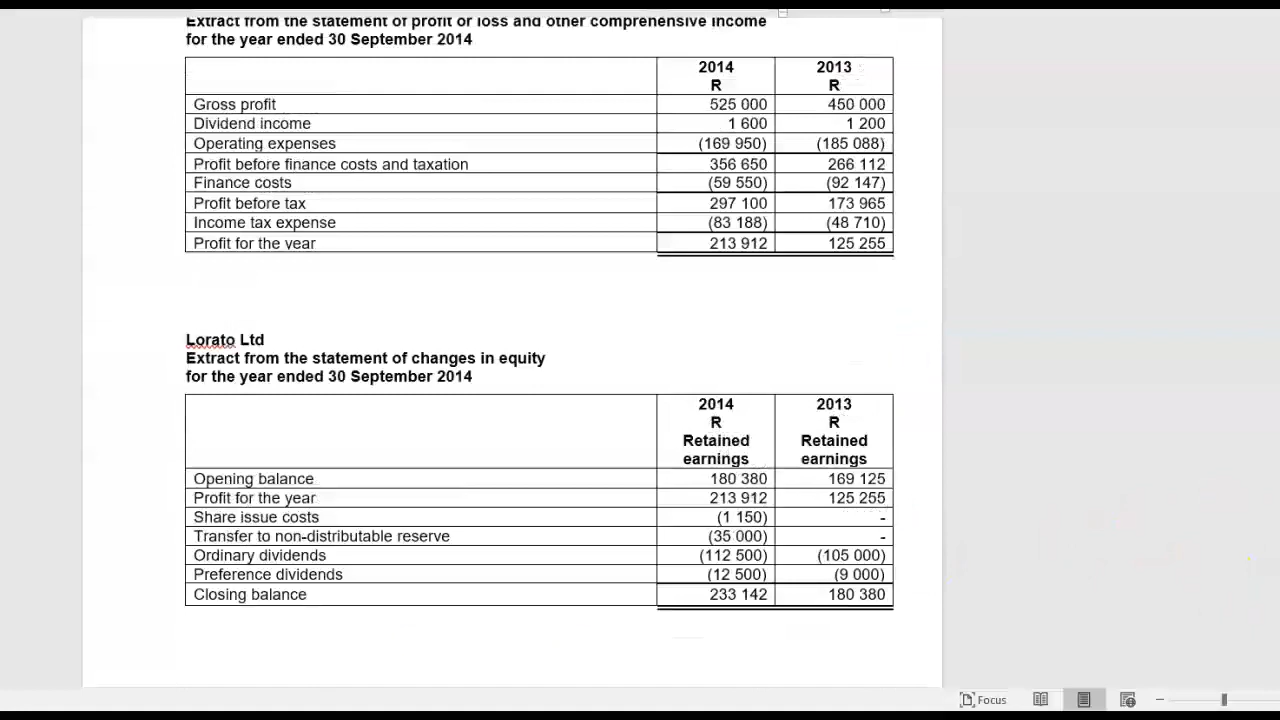 Extract from the statement of profit or loss and other comprehensive income
for the year ended 30 September 2014
2014 2013
R R
Gross profit 525 000 450 000
Dividend income 1 600 1 200
Operating expenses (169 950) (185 088)
Profit before finance costs and taxation 356 650 266 112
Finance costs (59 550) (92 147)
Profit before tax 297 100 173 965
Income tax expense (83 188) (48 710)
Profit for the year 213 912 125 255
Lorato Ltd
Extract from the statement of changes in equity
for the year ended 30 September 2014
2014 2013
R R
Retained Retained
earnings earnings
Opening balance 180 380 169 125
Profit for the year 213 912 125 255
Share issue costs (1 150) -
Transfer to non-distributable reserve (35 000) -
Ordinary dividends (112 500) (105 000)
Preference dividends (12 500) (9 000)
Closing balance 233 142 180 380
Focus